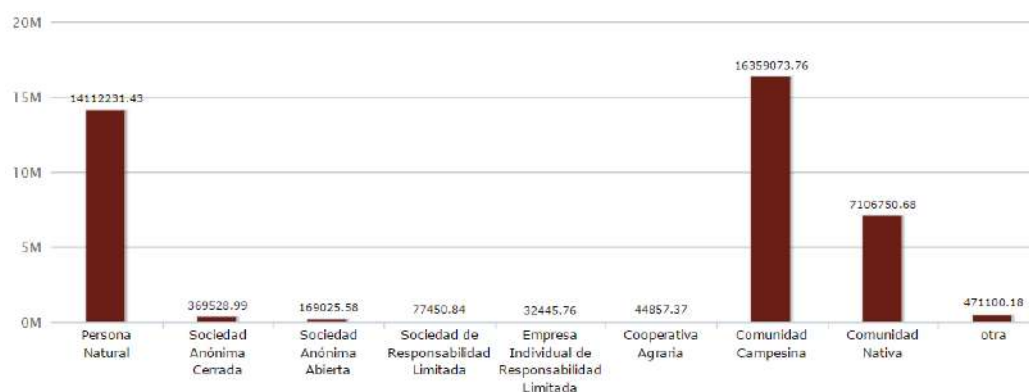 20M
16359073.76
14112231.43
15M
10M
7106750.68
5M
369528.99
169025.58
77450.84
32445.76
44857.37
471100.18
0M
Persona
Natural
Sociedad
Anónima
Cerrada
Sociedad
Anónima
Abierta
Sociedad de
Responsabilidad
Limitada
Empresa
Individual de
Responsabilidad
Limitada
Cooperativa
Agraria
Comunidad
Campesina
Comunidad
Nativa
otra